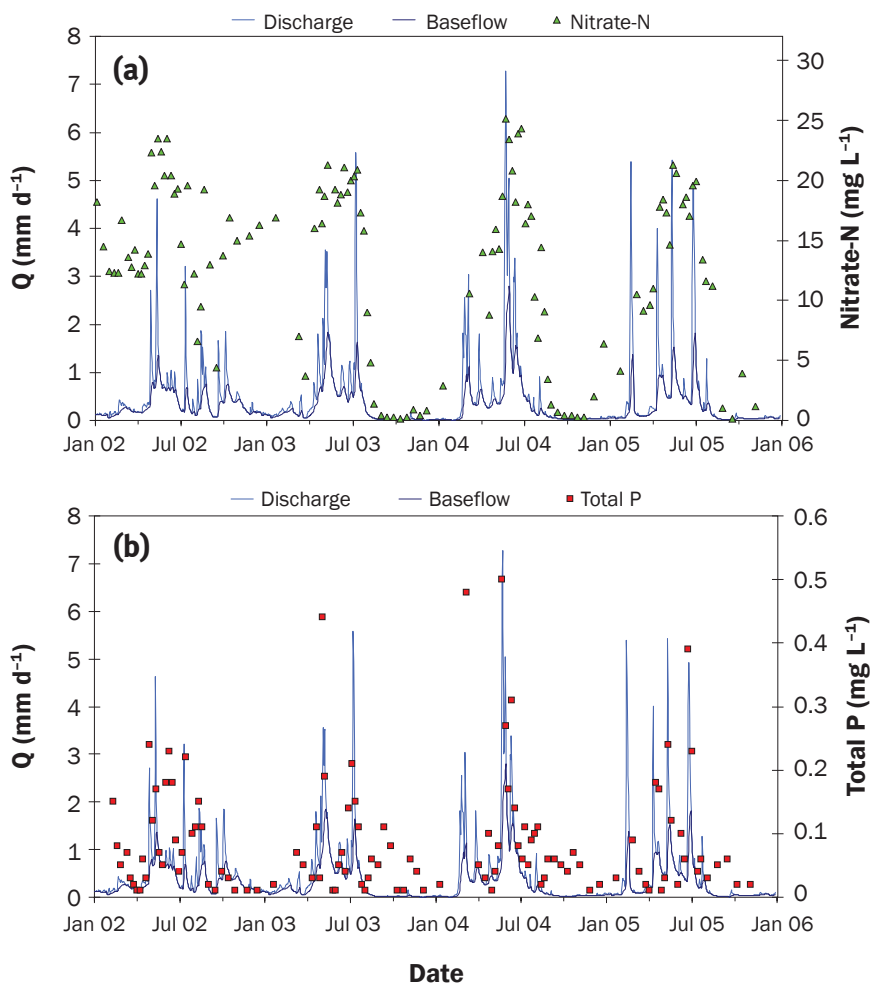 Discharge Baseflow Nitrate-N
(a)
8
7
6
5
4
3
2
1
0
Q (mm d⁻¹)
30
25
20
15
10
5
0
Nitrate-N (mg L⁻¹)
Jan 02 Jul 02 Jan 03 Jul 03 Jan 04 Jul 04 Jan 05 Jul 05 Jan 06
Discharge Baseflow Total P
(b)
8
7
6
5
4
3
2
1
0
Q (mm d⁻¹)
0.6
0.5
0.4
0.3
0.2
0.1
0
Total P (mg L⁻¹)
Jan 02 Jul 02 Jan 03 Jul 03 Jan 04 Jul 04 Jan 05 Jul 05 Jan 06
Date